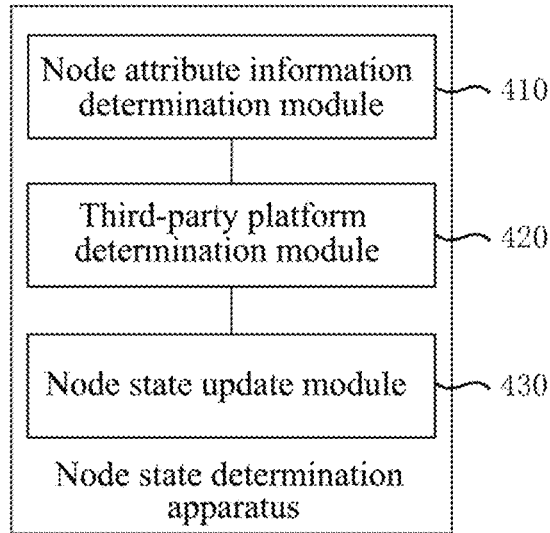 Node attribute information
determination module
410
Third-party platform
determination module
420
Node state update module
430
Node state determination
apparatus